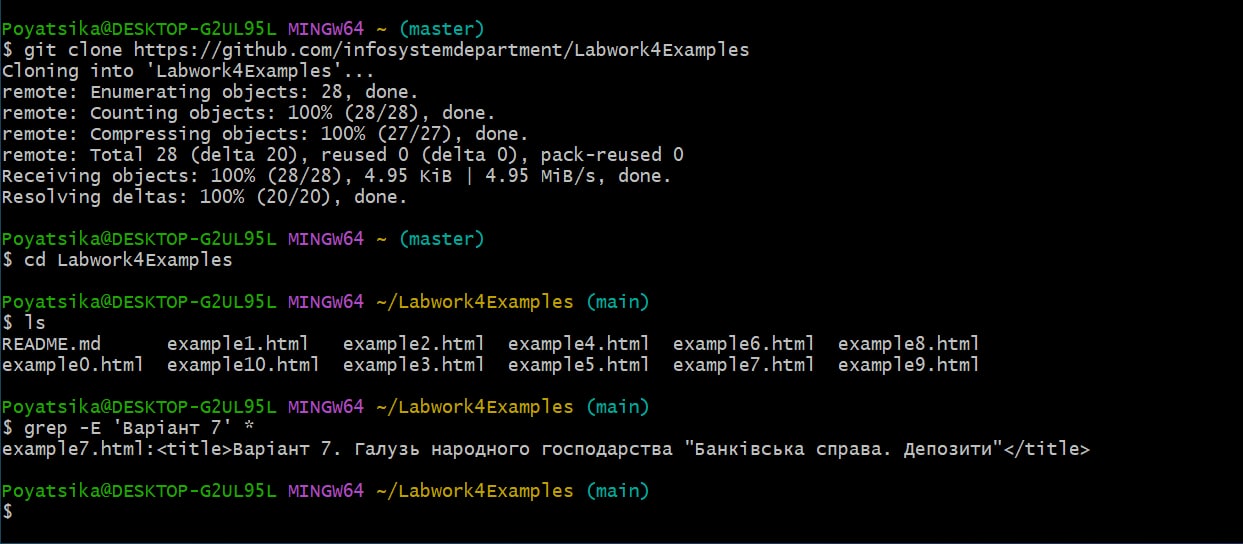 Poyatsika@DESKTOP-G2UL95L MINGW64 ~ (master)
$ git clone https://github.com/infosystemdepartment/Labwork4Examples
Cloning into 'Labwork4Examples'...
remote: Enumerating objects: 28, done.
remote: Counting objects: 100% (28/28), done.
remote: Compressing objects: 100% (27/27), done.
remote: Total 28 (delta 20), reused 0 (delta 0), pack-reused 0
Receiving objects: 100% (28/28), 4.95 KiB | 4.95 MiB/s, done.
Resolving deltas: 100% (20/20), done.
Poyatsika@DESKTOP-G2UL95L MINGW64 ~ (master)
$ cd Labwork4Examples
Poyatsika@DESKTOP-G2UL95L MINGW64 ~/Labwork4Examples (main)
$ ls
README.md      example1.html   example2.html  example4.html  example6.html  example8.html
example0.html  example10.html  example3.html  example5.html  example7.html  example9.html
Poyatsika@DESKTOP-G2UL95L MINGW64 ~/Labwork4Examples (main)
$ grep -E 'Варіант 7' *
example7.html:<title>Варіант 7. Галузь народного господарства "Банківська справа. Депозити"</title>
Poyatsika@DESKTOP-G2UL95L MINGW64 ~/Labwork4Examples (main)
$